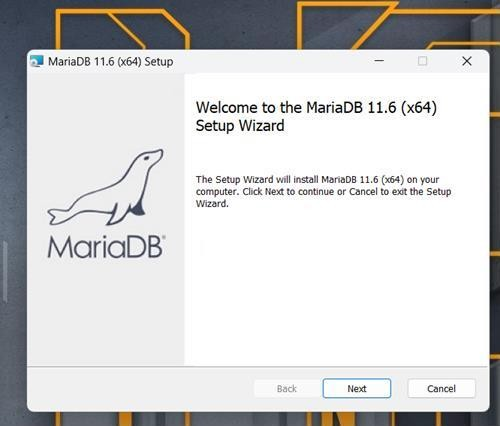 MariaDB 11.6 (x64) Setup
Welcome to the MariaDB 11.6 (x64)
Setup Wizard
The Setup Wizard will install MariaDB 11.6 (x64) on your
computer. Click Next to continue or Cancel to exit the Setup
Wizard.
MariaDB®
Back
Next
Cancel